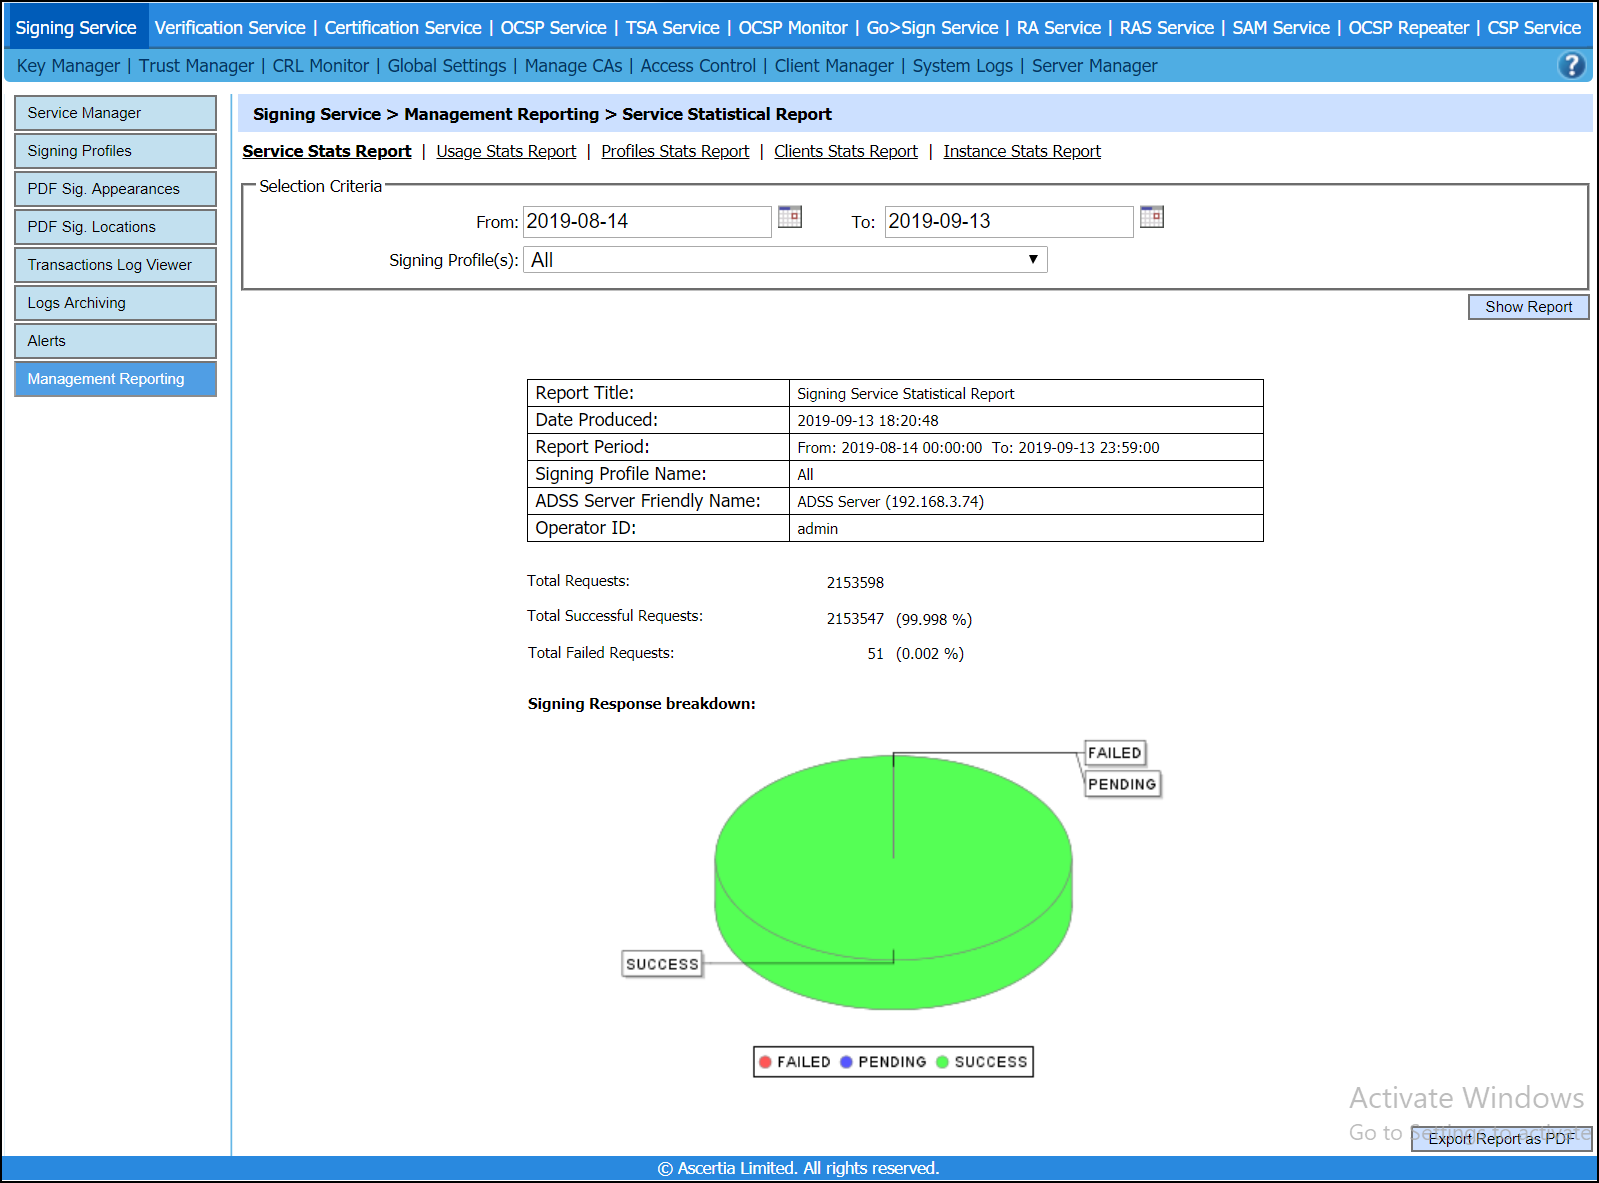 Signing Service | Verification Service | Certification Service | OCSP Service | TSA Service | OCSP Monitor | Go>Sign Service | RA Service | RAS Service | SAM Service | OCSP Repeater | CSP Service
Key Manager | Trust Manager | CRL Monitor | Global Settings | Manage CAs | Access Control | Client Manager | System Logs | Server Manager
?
Service Manager
Signing Profiles
PDF Sig. Appearances
PDF Sig. Locations
Transactions Log Viewer
Logs Archiving
Alerts
Management Reporting
Signing Service > Management Reporting > Service Statistical Report
Service Stats Report | Usage Stats Report | Profiles Stats Report | Clients Stats Report | Instance Stats Report
Selection Criteria
From: 2019-08-14 To: 2019-09-13
Signing Profile(s): All
Show Report
Report Title: Signing Service Statistical Report
Date Produced: 2019-09-13 18:20:48
Report Period: From: 2019-08-14 00:00:00 To: 2019-09-13 23:59:00
Signing Profile Name: All
ADSS Server Friendly Name: ADSS Server (192.168.3.74)
Operator ID: admin
Total Requests: 2153598
Total Successful Requests: 2153547 (99.998 %)
Total Failed Requests: 51 (0.002 %)
Signing Response breakdown:
FAILED
PENDING
SUCCESS
FAILED PENDING SUCCESS
Activate Windows
Go to Settings to activate
Export Report as PDF
© Ascertia Limited. All rights reserved.